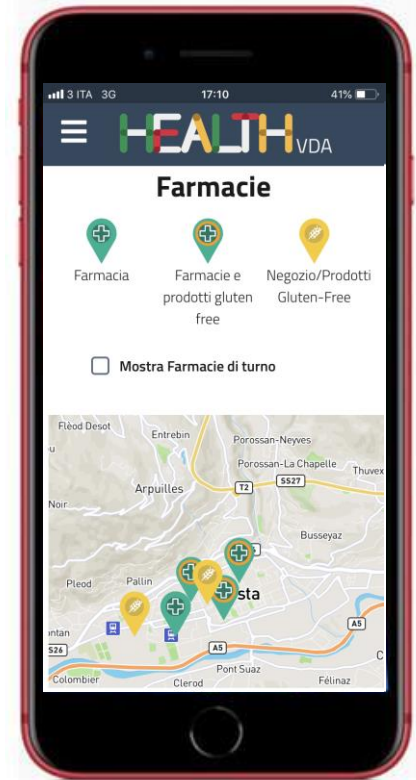 3 ITA 3G 17:10 41%
HEALTH VDA
Farmacie
Farmacia
Farmacie e
prodotti gluten
free
Negozio/Prodotti
Gluten-Free
Mostra Farmacie di turno
Flèod Desot
Entrebin
Porossan-Neyves
Porossan-La Chapelle
Thuvex
T2
SS27
Arpuilles
Noir
Busseyaz
Pleod
Pallin
sta
A5
ntan
S26
A5
Pont Suaz
Colombier
Clerod
Félinaz